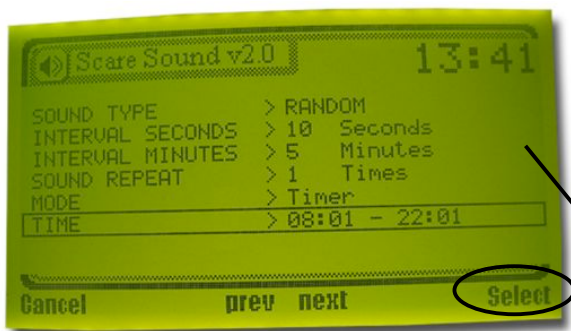 Scare Sound v2.0 13:41
SOUND TYPE > RANDOM
INTERVAL SECONDS > 10 Seconds
INTERVAL MINUTES > 5 Minutes
SOUND REPEAT > 1 Times
MODE > Timer
TIME > 08:01 - 22:01
Cancel prev next Select